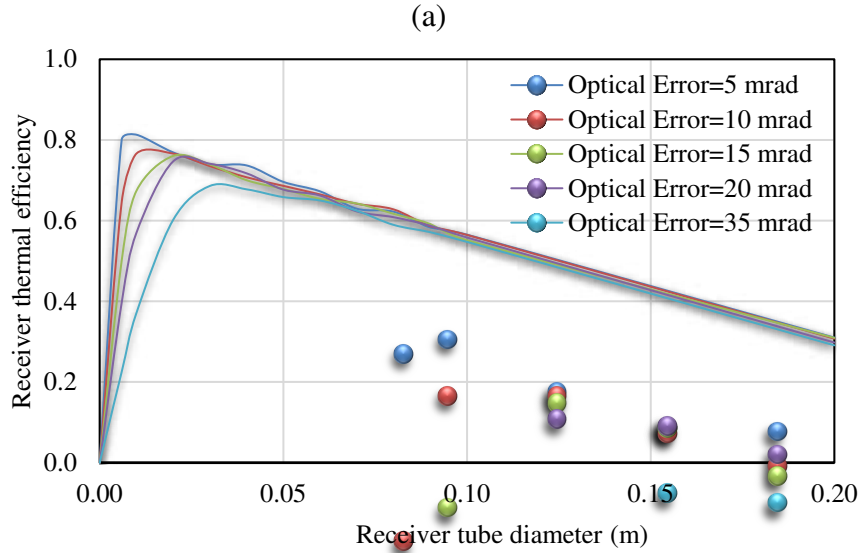 (a)
1.0
0.8
0.6
0.4
0.2
0.0
Receiver thermal efficiency
Optical Error=5 mrad
Optical Error=10 mrad
Optical Error=15 mrad
Optical Error=20 mrad
Optical Error=35 mrad
0.00 0.05 0.10 0.15 0.20
Receiver tube diameter (m)